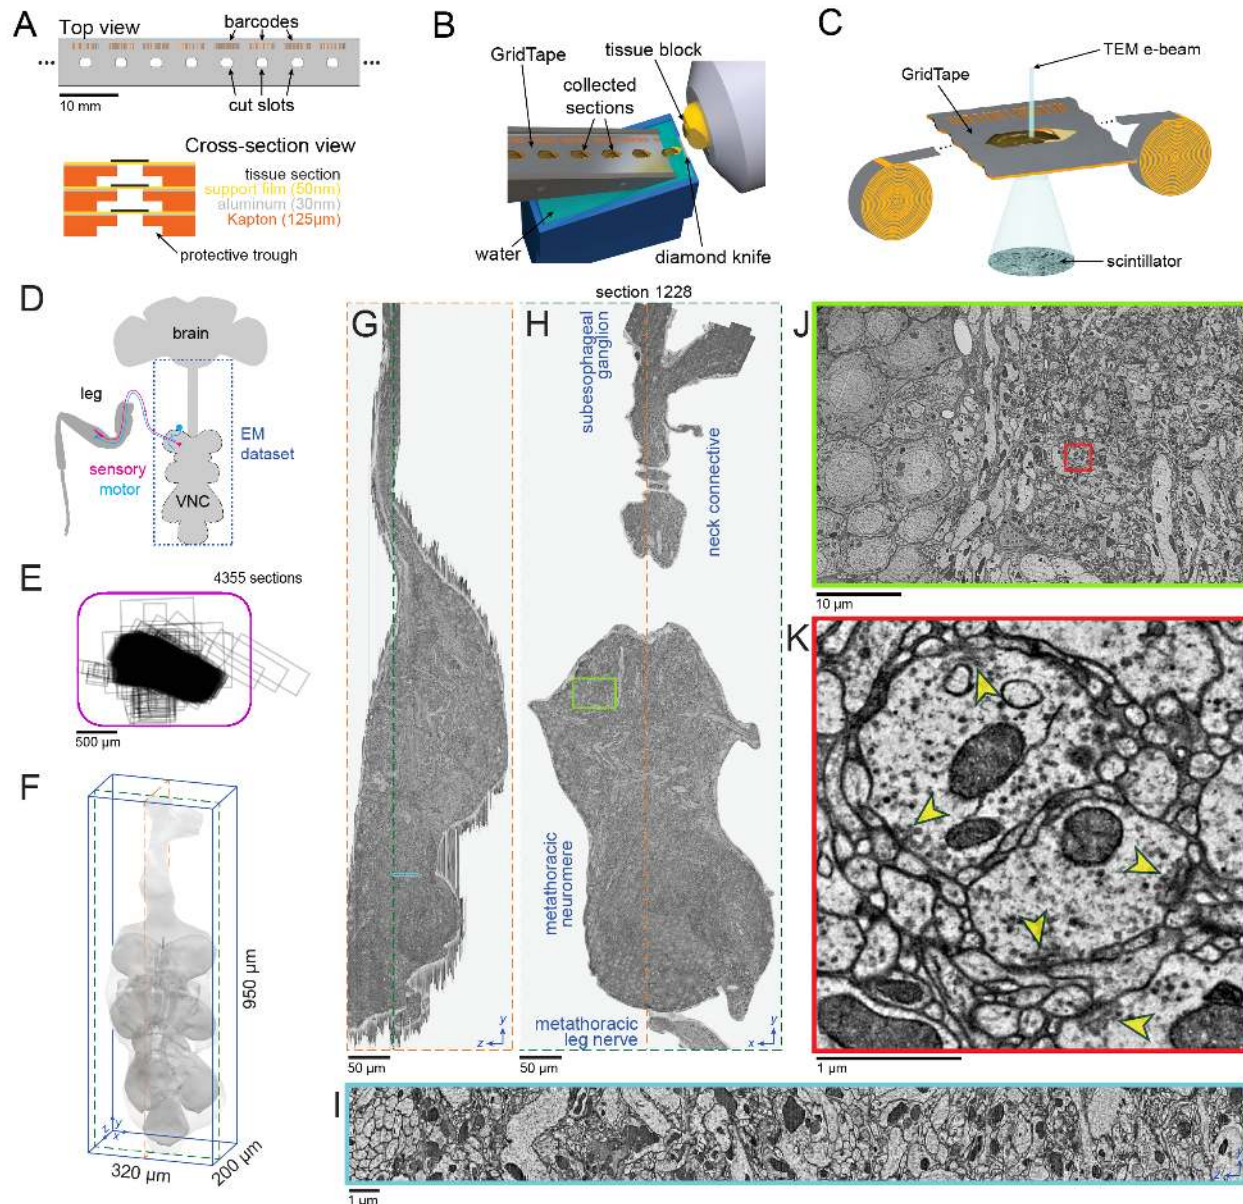 A
Top view
barcodes
cut slots
10 mm
Cross-section view
tissue section
support film (50nm)
aluminum (30nm)
Kapton (125µm)
protective trough
B
GridTape
tissue block
collected
sections
water
diamond knife
C
TEM e-beam
GridTape
scintillator
D
brain
leg
sensory
motor
VNC
EM
dataset
E
4355 sections
500 µm
F
950 µm
320 µm
200 µm
z
y
x
G
z
y
50 µm
section 1228
H
subesophageal
ganglion
neck connective
metathoracic
neuromere
metathoracic
leg nerve
x
y
50 µm
I
1 µm
J
10 µm
K
1 µm